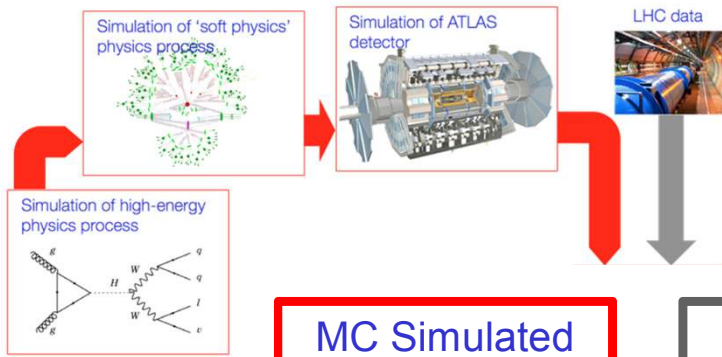 Simulation of 'soft physics'
physics process
Simulation of ATLAS
detector
LHC data
Simulation of high-energy
physics process
g
g
H
W
W
q
q
l
v
MC Simulated